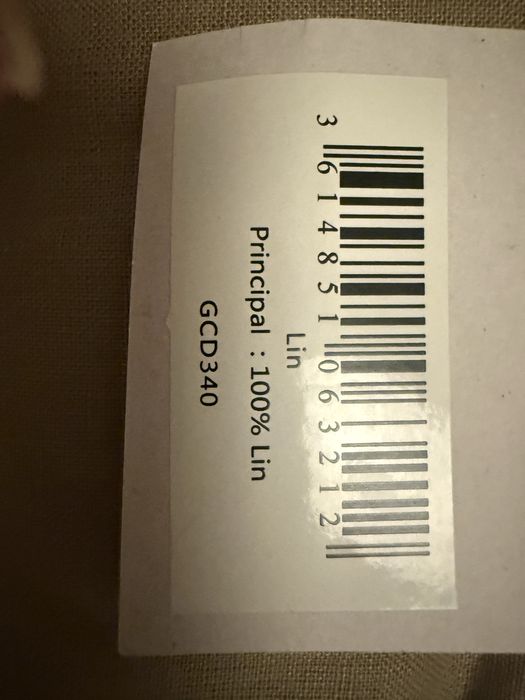 3 614851 063212
Lin
Principal : 100% Lin
GCD340